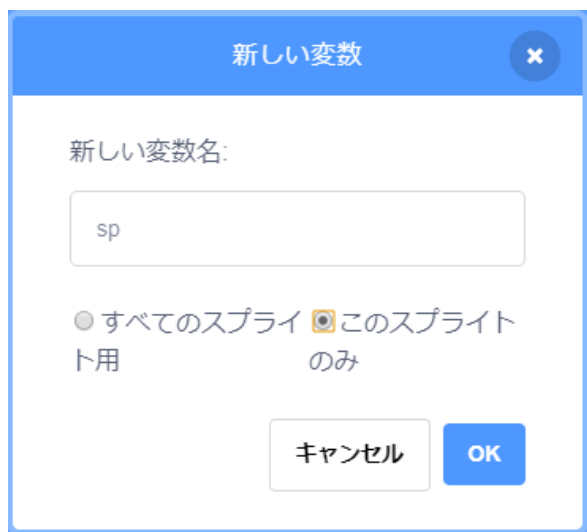 新しい変数
新しい変数名:
sp
すべてのスプライ
ト用
このスプライト
のみ
キャンセル
OK